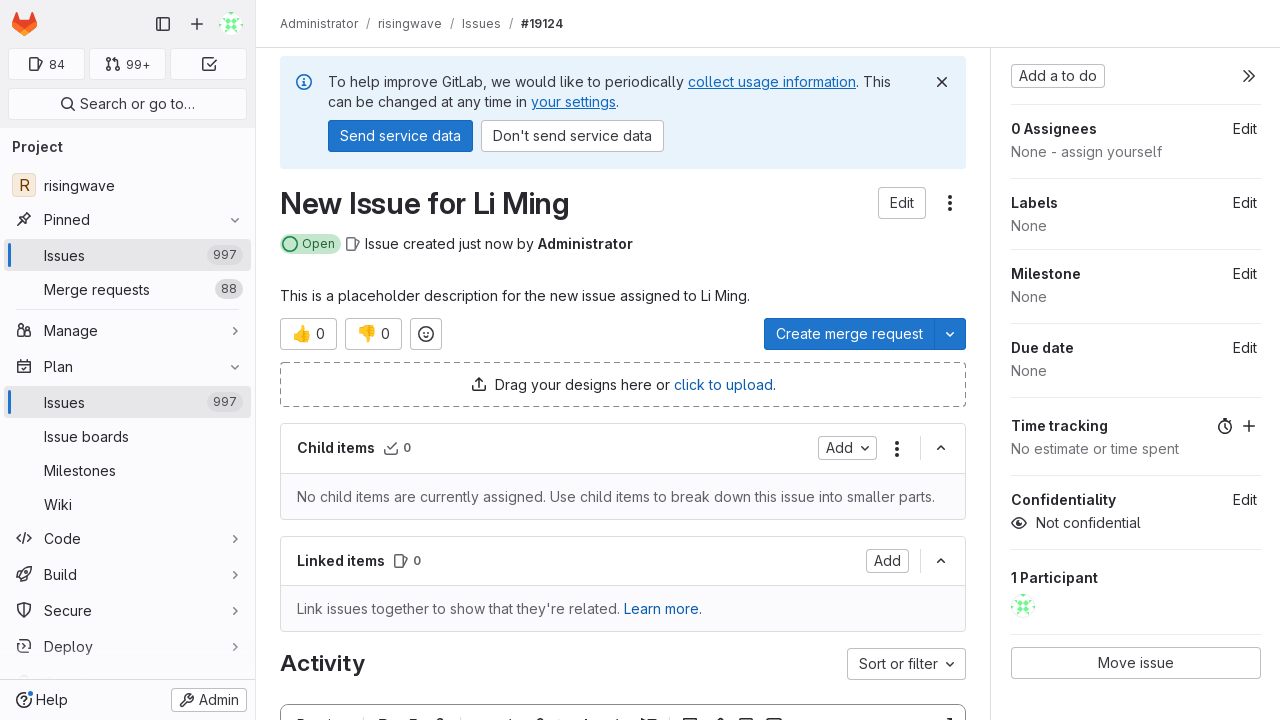 Administrator / risingwave / Issues / #19124
84
99+
Search or go to…
Project
R risingwave
Pinned
Issues 997
Merge requests 88
Manage
Plan
Issues 997
Issue boards
Milestones
Wiki
Code
Build
Secure
Deploy
Help
Admin
To help improve GitLab, we would like to periodically collect usage information. This
can be changed at any time in your settings.
Send service data
Don't send service data
New Issue for Li Ming
Edit
Open Issue created just now by Administrator
This is a placeholder description for the new issue assigned to Li Ming.
👍 0
👎 0
Create merge request
Drag your designs here or click to upload.
Child items 0
Add
No child items are currently assigned. Use child items to break down this issue into smaller parts.
Linked items 0
Add
Link issues together to show that they're related. Learn more.
Activity
Sort or filter
Add a to do
0 Assignees Edit
None - assign yourself
Labels Edit
None
Milestone Edit
None
Due date Edit
None
Time tracking
No estimate or time spent
Confidentiality Edit
Not confidential
1 Participant
Move issue